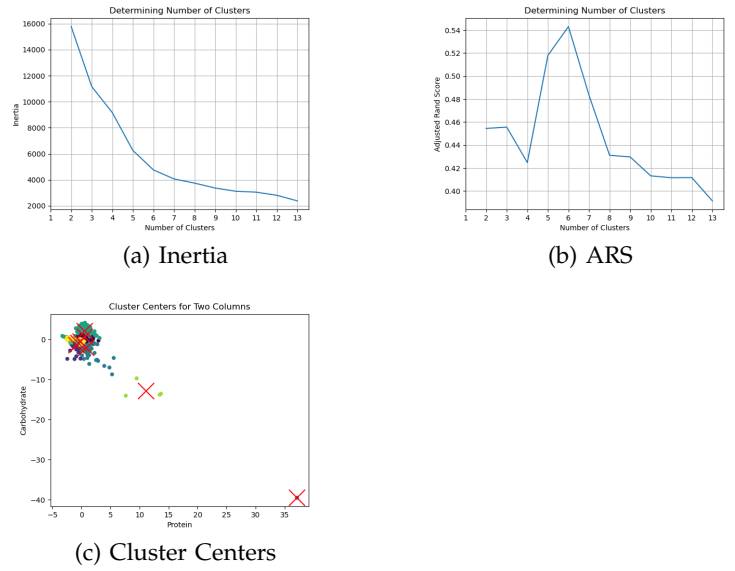 Determining Number of Clusters
16000
14000
12000
10000
8000
6000
4000
2000
Inertia
1 2 3 4 5 6 7 8 9 10 11 12 13
Number of Clusters
(a) Inertia
Determining Number of Clusters
0.54
0.52
0.50
0.48
0.46
0.44
0.42
0.40
Adjusted Rand Score
1 2 3 4 5 6 7 8 9 10 11 12 13
Number of Clusters
(b) ARS
Cluster Centers for Two Columns
0
−10
−20
−30
−40
Carbohydrate
−5 0 5 10 15 20 25 30 35
Protein
(c) Cluster Centers